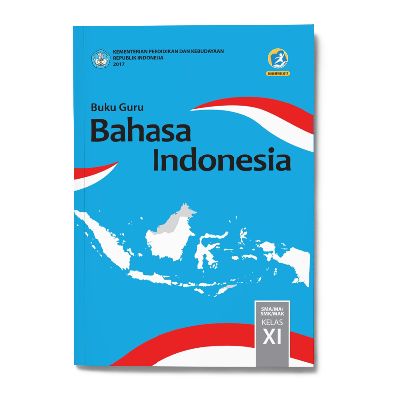 KEMENTERIAN PENDIDIKAN DAN KEBUDAYAAN
REPUBLIK INDONESIA
2017
Buku Guru
Bahasa
Indonesia
SMA/MA/
SMK/MAK
KELAS
XI